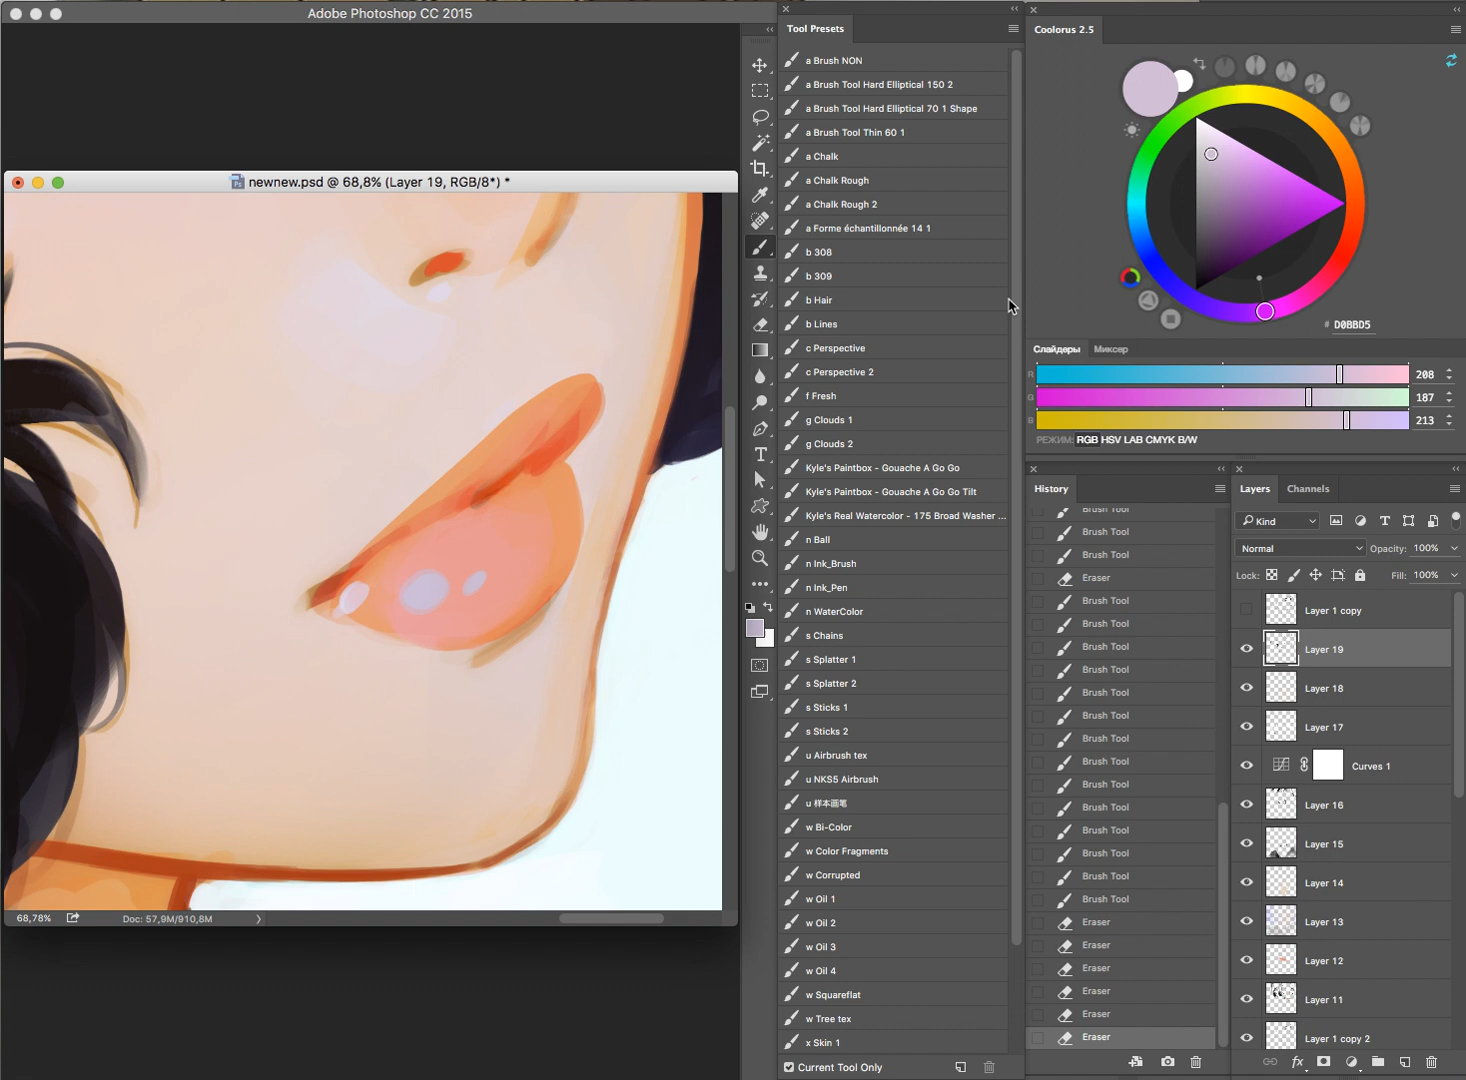 Adobe Photoshop CC 2015
newnew.psd @ 68,8% (Layer 19, RGB/8*) *
68,78%
Doc: 57,9M/910,8M
Tool Presets
a Brush NON
a Brush Tool Hard Elliptical 150 2
a Brush Tool Hard Elliptical 70 1 Shape
a Brush Tool Thin 60 1
a Chalk
a Chalk Rough
a Chalk Rough 2
a Forme échantillonnée 14 1
b 308
b 309
b Hair
b Lines
c Perspective
c Perspective 2
f Fresh
g Clouds 1
g Clouds 2
Kyle's Paintbox - Gouache A Go Go
Kyle's Paintbox - Gouache A Go Go Tilt
Kyle's Real Watercolor - 175 Broad Washer ...
n Ball
n Ink_Brush
n Ink_Pen
n WaterColor
s Chains
s Splatter 1
s Splatter 2
s Sticks 1
s Sticks 2
u Airbrush tex
u NKS5 Airbrush
u 样本画笔
w Bi-Color
w Color Fragments
w Corrupted
w Oil 1
w Oil 2
w Oil 3
w Oil 4
w Squareflat
w Tree tex
x Skin 1
Current Tool Only
Coolorus 2.5
# D0BBD5
Слайдеры Миксер
R 208
G 187
B 213
РЕЖИМ: RGB HSV LAB CMYK B/W
History
Brush Tool
Brush Tool
Brush Tool
Eraser
Brush Tool
Brush Tool
Brush Tool
Brush Tool
Brush Tool
Brush Tool
Brush Tool
Brush Tool
Brush Tool
Brush Tool
Brush Tool
Brush Tool
Brush Tool
Brush Tool
Eraser
Eraser
Eraser
Eraser
Eraser
Eraser
Layers Channels
Kind
Normal Opacity: 100%
Lock: Fill: 100%
Layer 1 copy
Layer 19
Layer 18
Layer 17
Curves 1
Layer 16
Layer 15
Layer 14
Layer 13
Layer 12
Layer 11
Layer 1 copy 2
fx